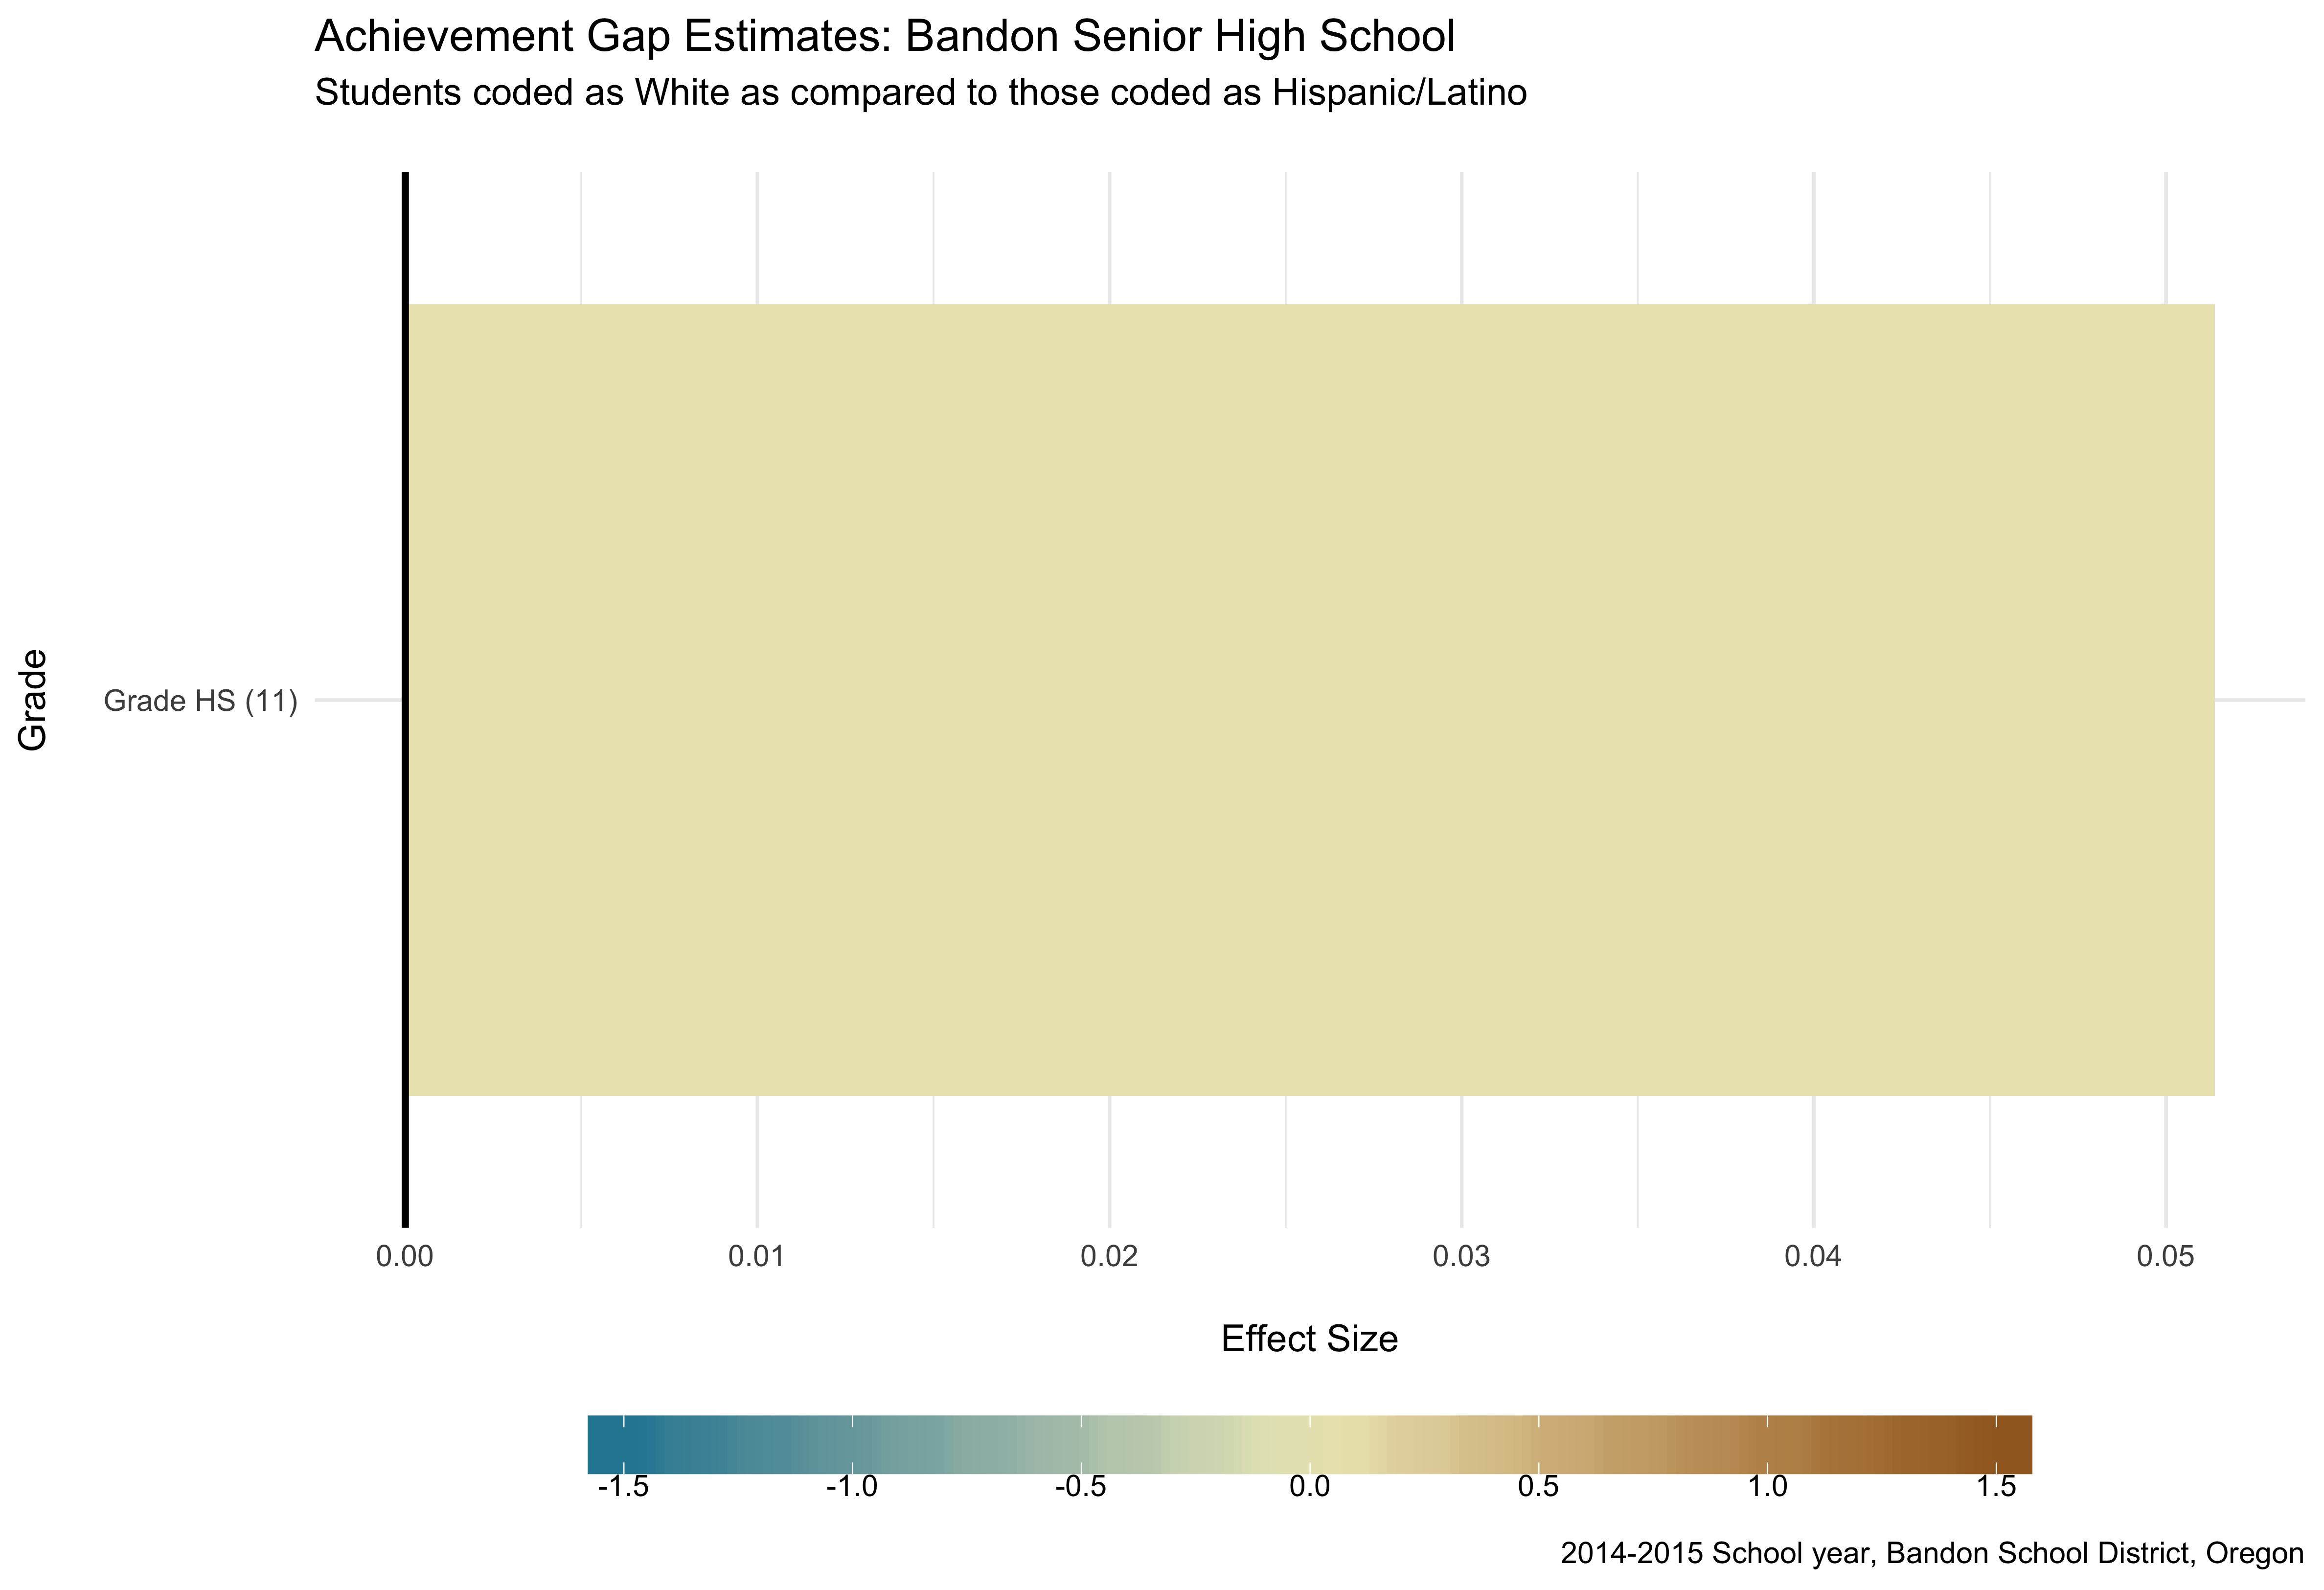 Achievement Gap Estimates: Bandon Senior High School
Students coded as White as compared to those coded as Hispanic/Latino
Grade
Grade HS (11)
0.00 0.01 0.02 0.03 0.04 0.05
Effect Size
-1.5 -1.0 -0.5 0.0 0.5 1.0 1.5
2014-2015 School year, Bandon School District, Oregon